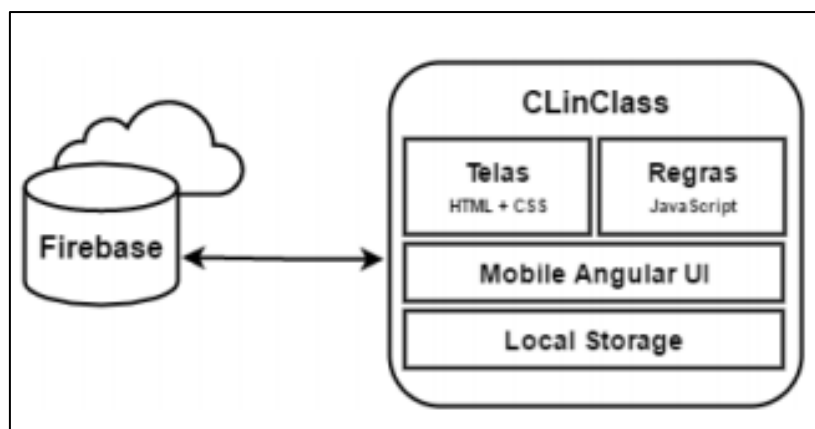 Firebase
CLinClass
Telas
HTML + CSS
Regras
JavaScript
Mobile Angular UI
Local Storage